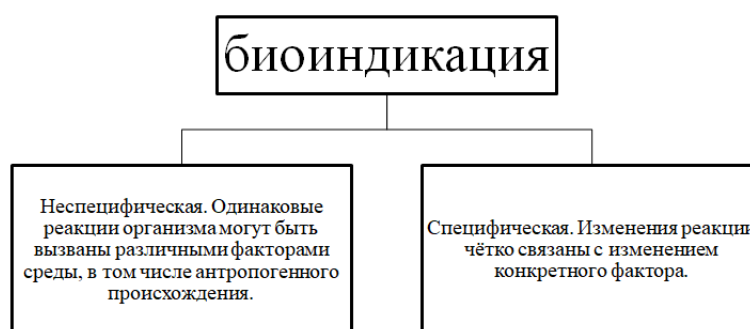 биоиндикация
Неспецифическая. Одинаковые
реакции организма могут быть
вызваны различными факторами
среды, в том числе антропогенного
происхождения.
Специфическая. Изменения реакции
чётко связаны с изменением
конкретного фактора.